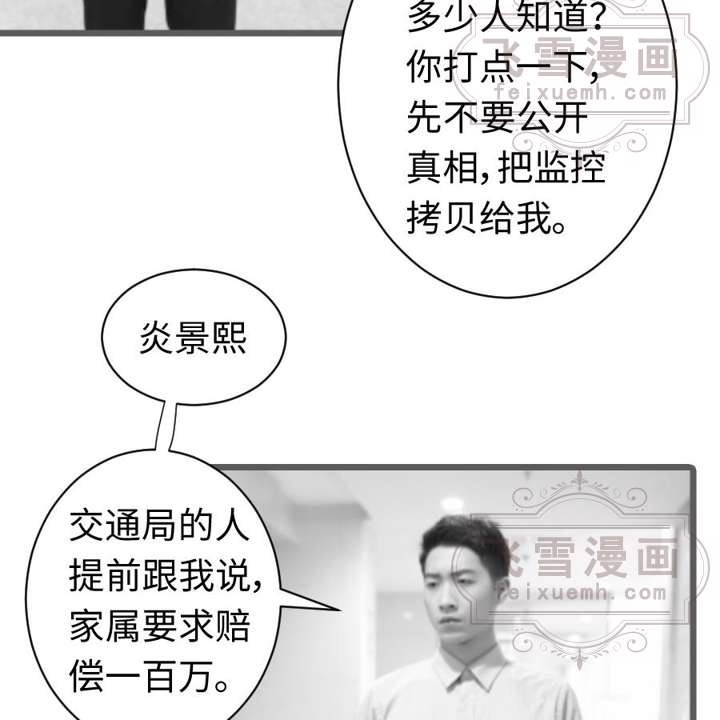 多少人知道？
你打点一下，
先不要公开
真相，把监控
拷贝给我。
飞雪漫画
feixuemh.com
炎景熙
交通局的人
提前跟我说，
家属要求赔
偿一百万。
飞雪漫画
feixuemh.com